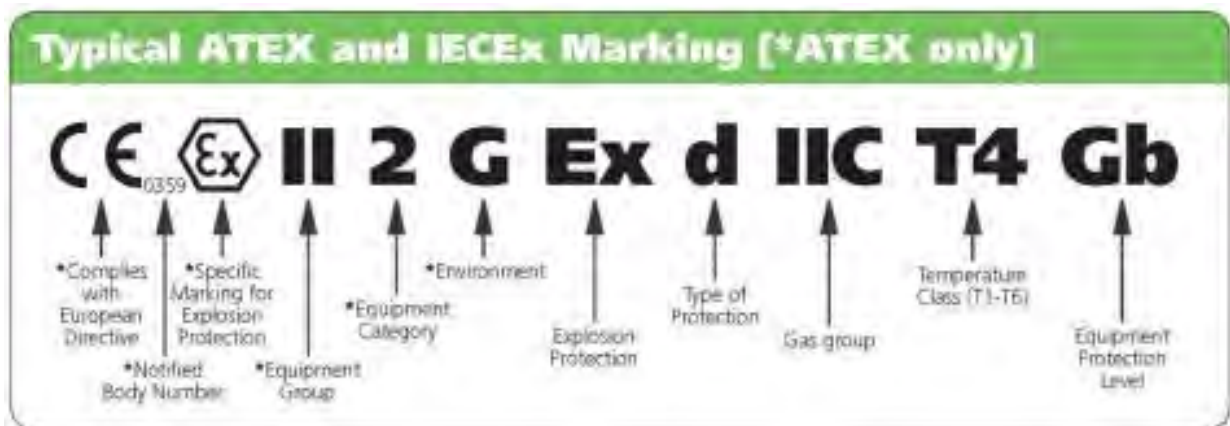 Typical ATEX and IECEx Marking [*ATEX only]
CE 0359 Ex II 2 G Ex d IIC T4 Gb
*Complies
with
European
Directive
*Notified
Body Number
*Specific
Marking for
Explosion
Protection
*Equipment
Group
*Equipment
Category
*Environment
Explosion
Protection
Type of
Protection
Gas group
Temperature
Class (T1-T6)
Equipment
Protection
Level